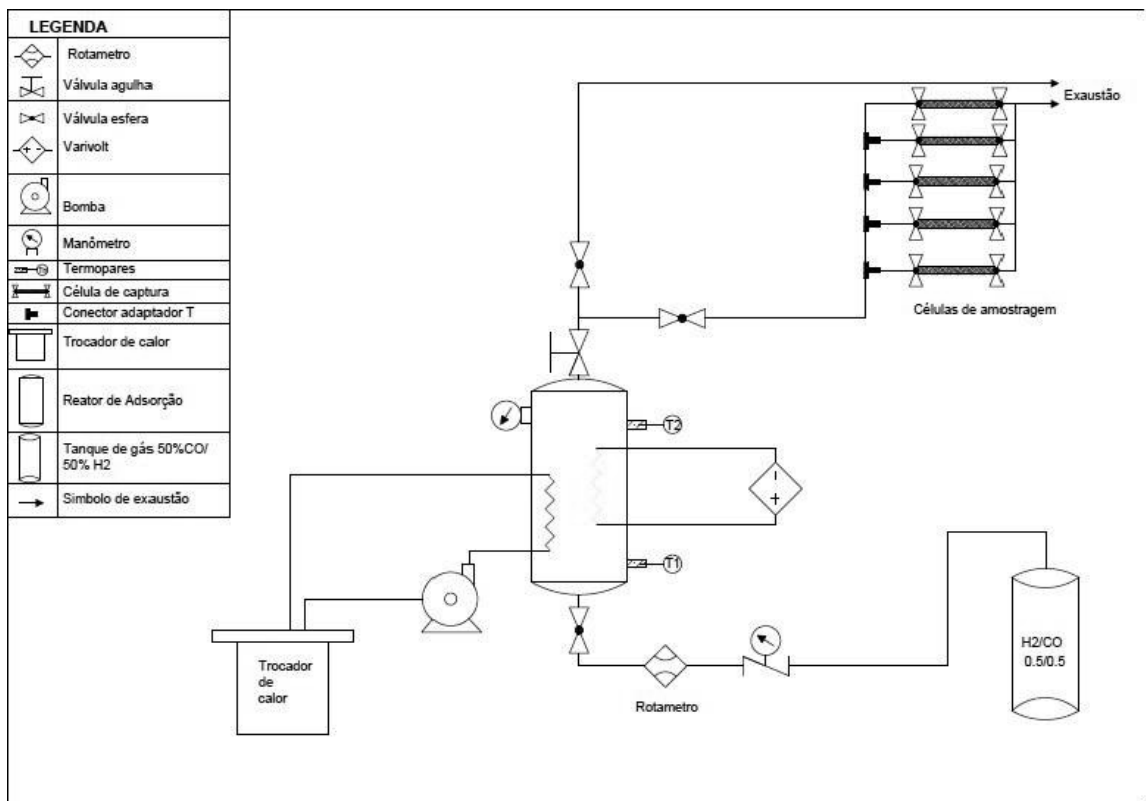 LEGENDA
Rotametro
Válvula agulha
Válvula esfera
Varivolt
Bomba
Manômetro
Termopares
Célula de captura
Conector adaptador T
Trocador de calor
Reator de Adsorção
Tanque de gás 50%CO/
50% H2
Simbolo de exaustão
Exaustão
Células de amostragem
T2
T1
Trocador
de
calor
Rotametro
H2/CO
0.5/0.5